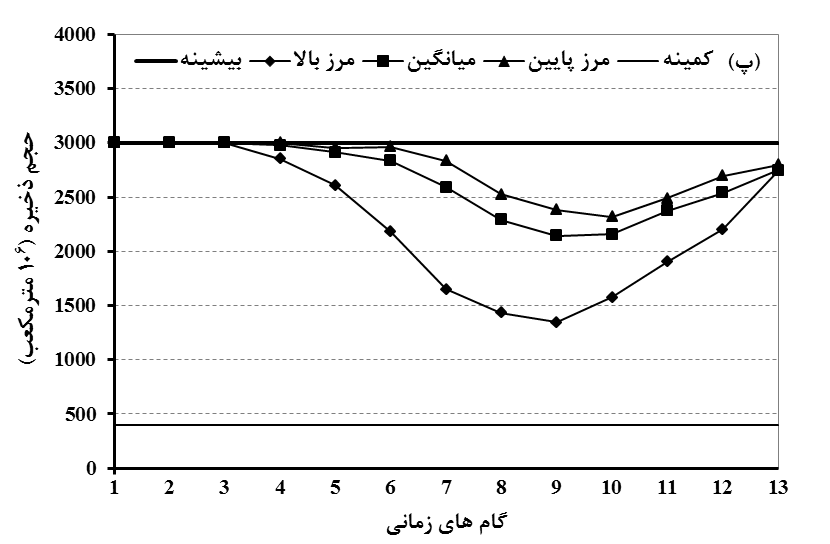 4000
بیشینه
مرز بالا
میانگین
مرز پایین
کمینه
(پ)
3500
3000
2500
2000
1500
1000
500
0
حجم ذخیره (۱۰۶ مترمکعب)
1 2 3 4 5 6 7 8 9 10 11 12 13
گام های زمانی